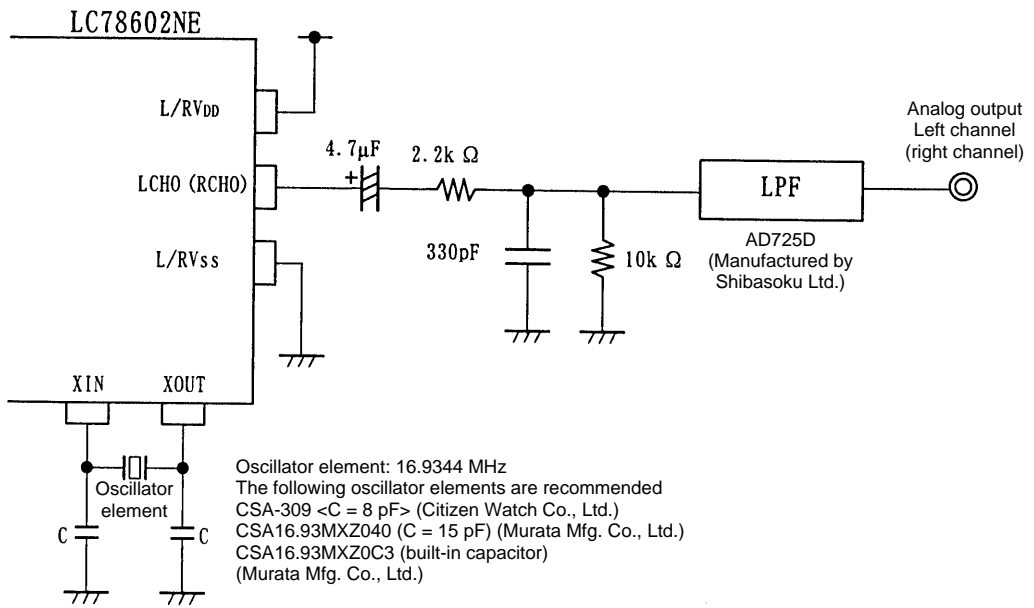 LC78602NE
L/RVDD
Analog output
Left channel
(right channel)
4.7µF
2.2k Ω
+
LCHO (RCHO)
LPF
L/RVSS
330pF
10k Ω
AD725D
(Manufactured by
Shibasoku Ltd.)
XIN
XOUT
Oscillator
element
C
C
Oscillator element: 16.9344 MHz
The following oscillator elements are recommended
CSA-309 <C = 8 pF> (Citizen Watch Co., Ltd.)
CSA16.93MXZ040 (C = 15 pF) (Murata Mfg. Co., Ltd.)
CSA16.93MXZ0C3 (built-in capacitor)
(Murata Mfg. Co., Ltd.)